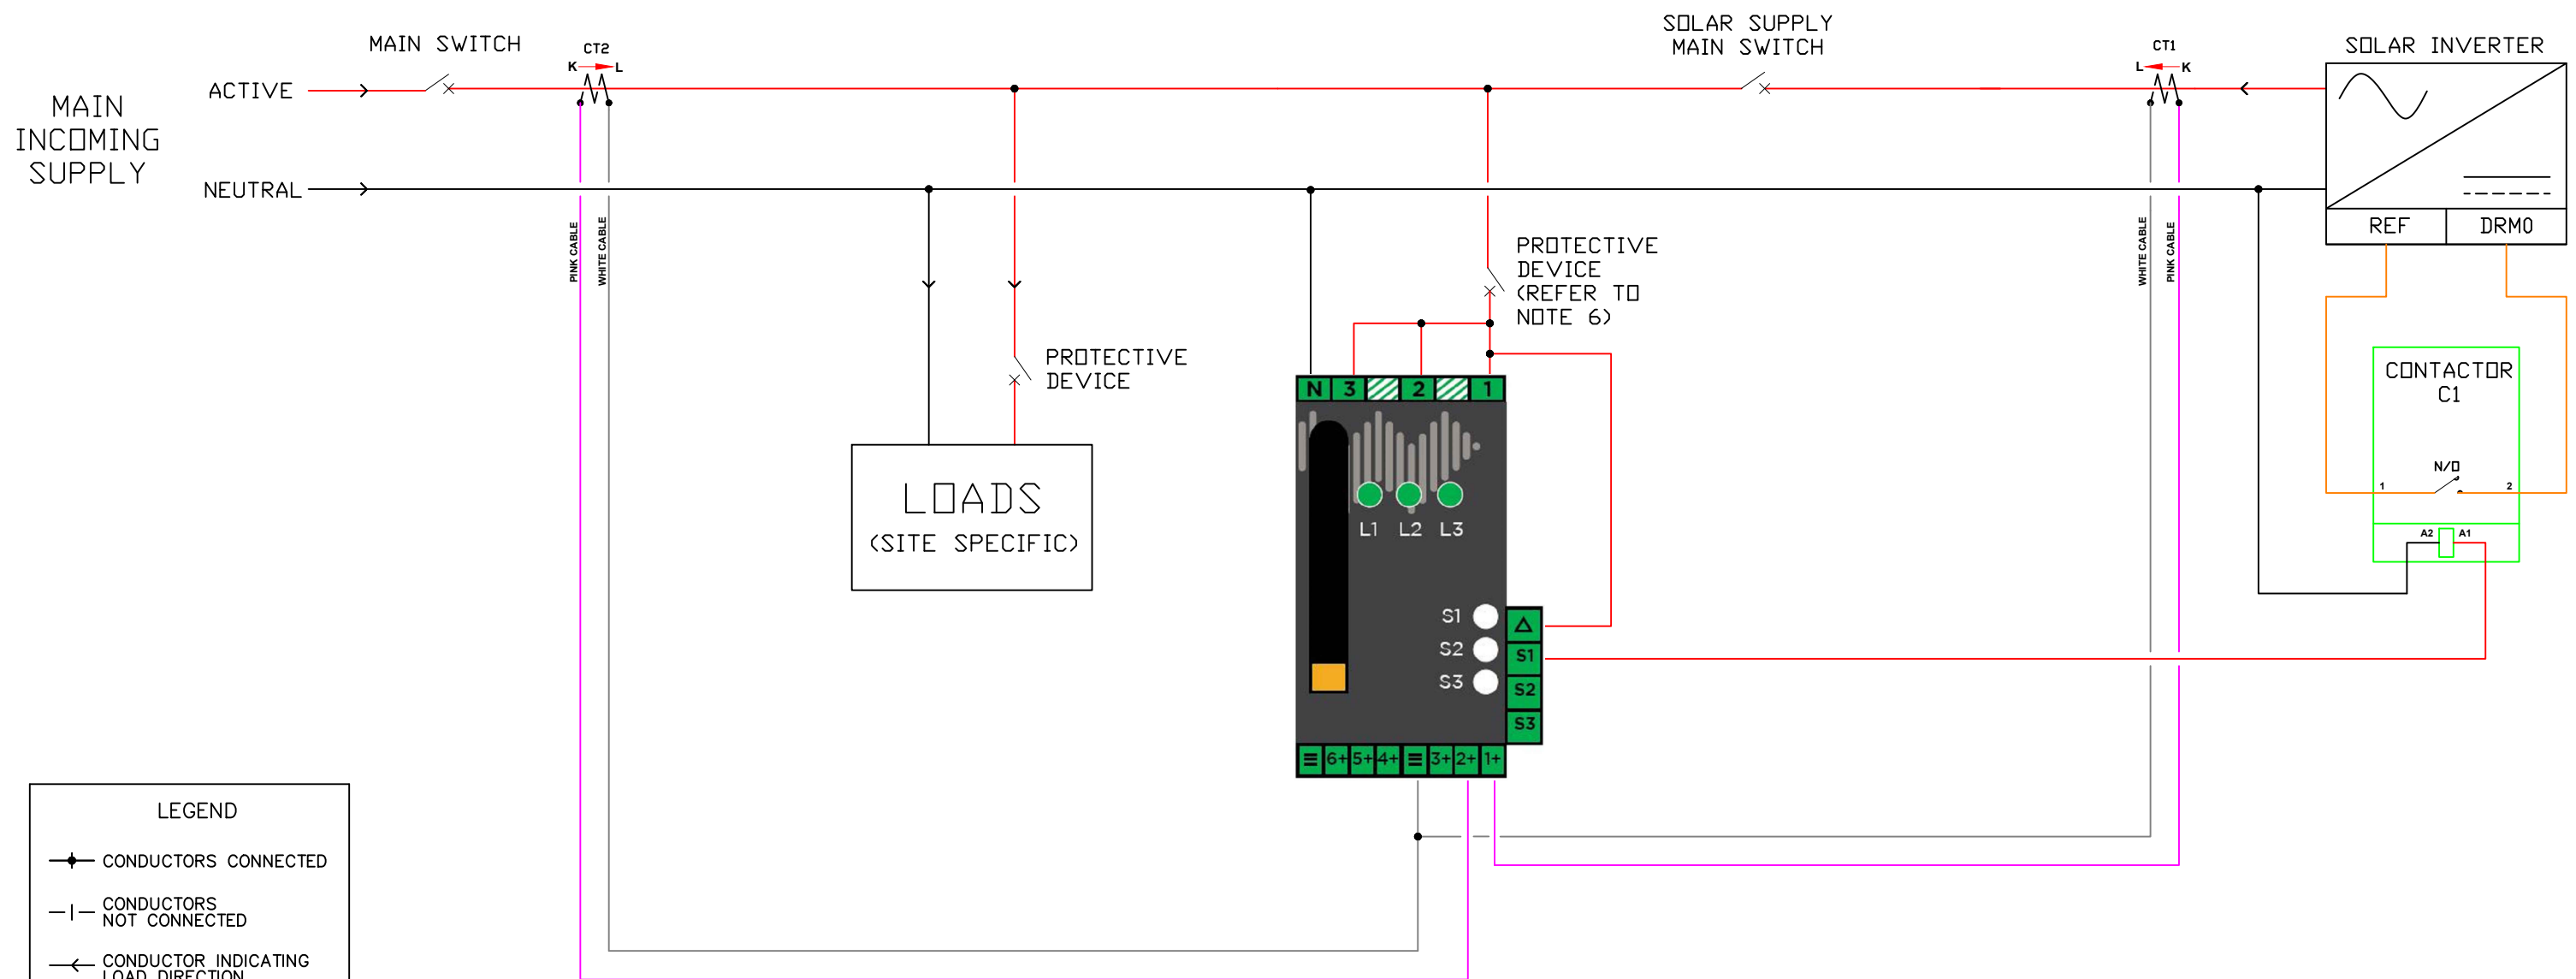 MAIN
INCOMING
SUPPLY
ACTIVE
NEUTRAL
MAIN SWITCH
CT2
K
L
PINK CABLE
WHITE CABLE
LOADS
(SITE SPECIFIC)
PROTECTIVE
DEVICE
SOLAR SUPPLY
MAIN SWITCH
PROTECTIVE
DEVICE
(REFER TO
NOTE 6)
N 3 2 1
L1 L2 L3
S1
S2
S3
△
S1
S2
S3
≡ 6+ 5+ 4+ ≡ 3+ 2+ 1+
CT1
L
K
WHITE CABLE
PINK CABLE
SOLAR INVERTER
REF
DRM0
CONTACTOR
C1
N/O
1
2
A2
A1
LEGEND
CONDUCTORS CONNECTED
CONDUCTORS
NOT CONNECTED
CONDUCTOR INDICATING
LOAD DIRECTION